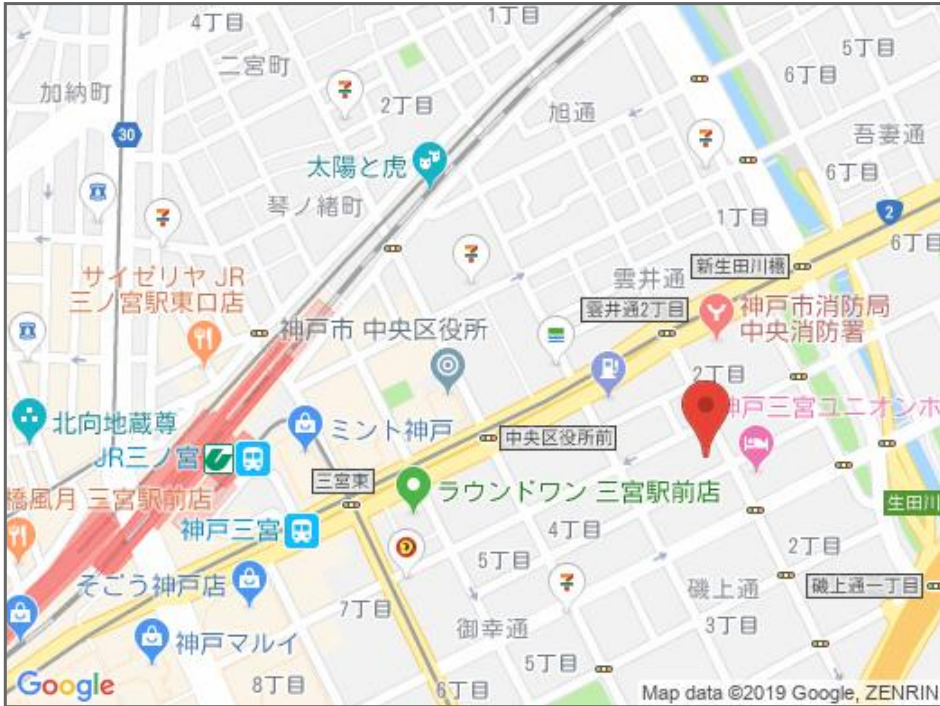 4丁目
1丁目
二宮町
加納町
2丁目
旭通
5丁目
6丁目
吾妻通
30
太陽と虎
6丁目
琴ノ緒町
1丁目
2
6丁目
サイゼリヤ JR
三ノ宮駅東口店
雲井通
新生田川橋
雲井通2丁目
神戸市消防局
中央消防署
神戸市 中央区役所
2丁目
北向地蔵尊
ミント神戸
中央区役所前
神戸三宮ユニオンホ
JR三ノ宮
三宮東
ラウンドワン 三宮駅前店
生田川
橋風月 三宮駅前店
神戸三宮
4丁目
5丁目
2丁目
そごう神戸店
7丁目
磯上通
磯上通一丁目
神戸マルイ
御幸通
3丁目
5丁目
8丁目
6丁目
Google
Map data ©2019 Google, ZENRIN